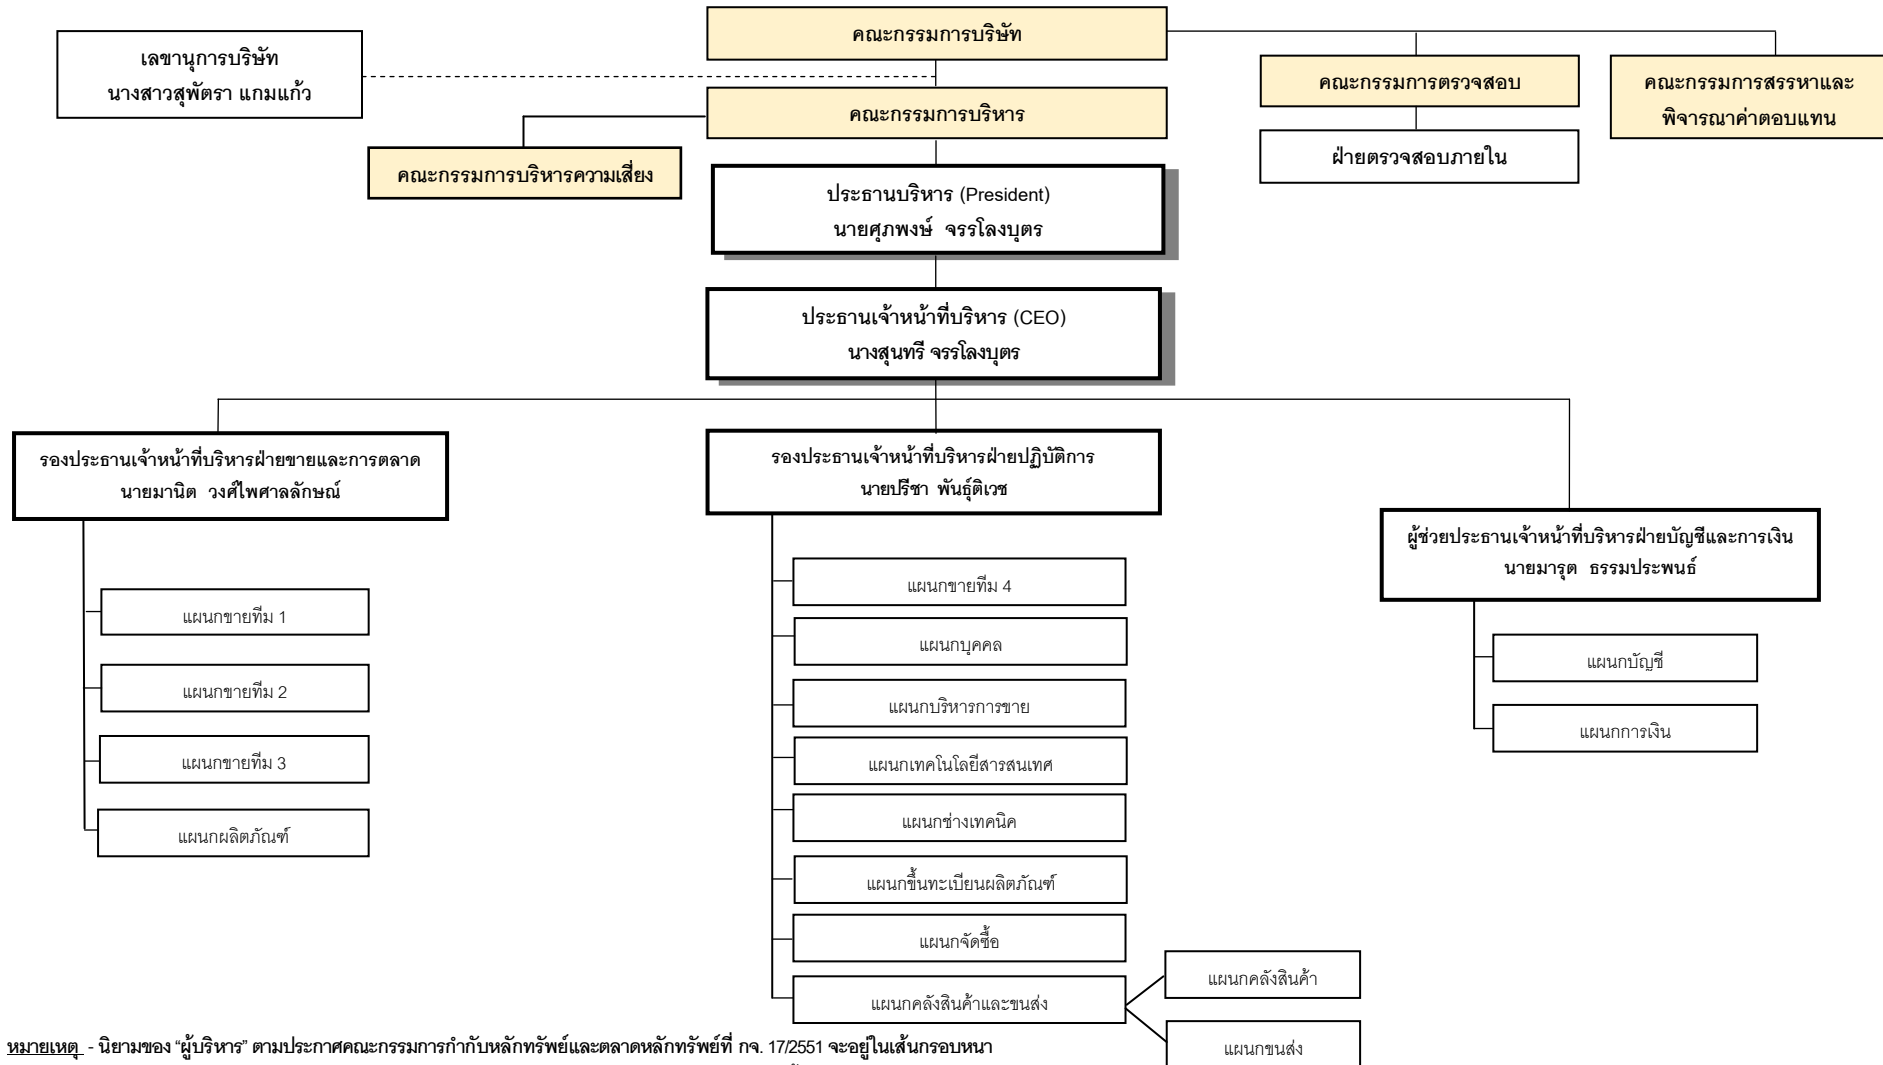 คณะกรรมการบริษัท
เลขานุการบริษัท
นางสาวสุพัตรา แกมแก้ว
คณะกรรมการตรวจสอบ
คณะกรรมการสรรหาและ
พิจารณาค่าตอบแทน
คณะกรรมการบริหาร
ฝ่ายตรวจสอบภายใน
คณะกรรมการบริหารความเสี่ยง
ประธานบริหาร (President)
นายศุภพงษ์ จรรโลงบุตร
ประธานเจ้าหน้าที่บริหาร (CEO)
นางสุนทรี จรรโลงบุตร
รองประธานเจ้าหน้าที่บริหารฝ่ายขายและการตลาด
นายมานิต วงศ์ไพศาลลักษณ์
รองประธานเจ้าหน้าที่บริหารฝ่ายปฏิบัติการ
นายปรีชา พันธุ์ติเวช
ผู้ช่วยประธานเจ้าหน้าที่บริหารฝ่ายบัญชีและการเงิน
นายมารุต ธรรมประพนธ์
แผนกขายทีม 1
แผนกขายทีม 2
แผนกขายทีม 3
แผนกผลิตภัณฑ์
แผนกขายทีม 4
แผนกบุคคล
แผนกบริหารการขาย
แผนกเทคโนโลยีสารสนเทศ
แผนกช่างเทคนิค
แผนกขึ้นทะเบียนผลิตภัณฑ์
แผนกจัดซื้อ
แผนกคลังสินค้าและขนส่ง
แผนกบัญชี
แผนกการเงิน
แผนกคลังสินค้า
แผนกขนส่ง
หมายเหตุ - นิยามของ “ผู้บริหาร” ตามประกาศคณะกรรมการกำกับหลักทรัพย์และตลาดหลักทรัพย์ที่ กจ. 17/2551 จะอยู่ในเส้นกรอบหนา